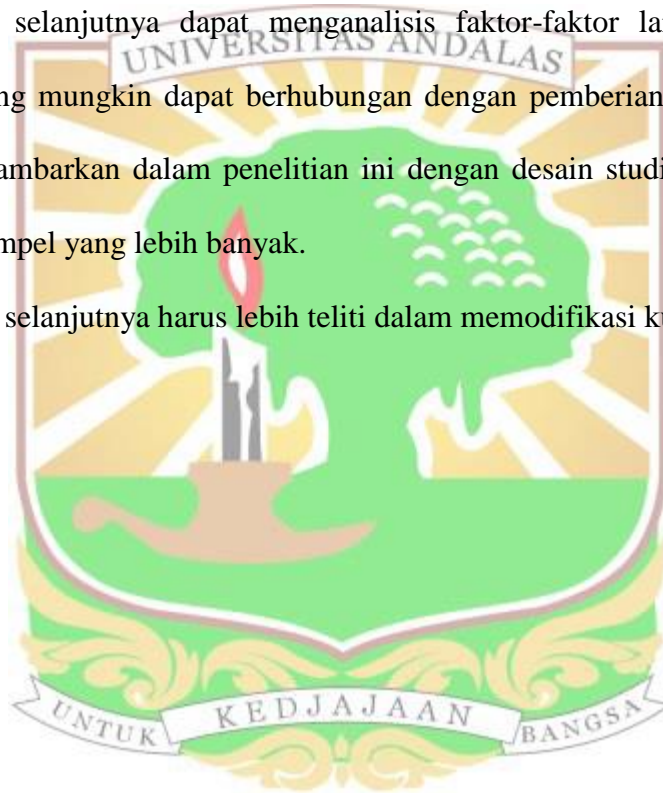 selanjutnya dapat menganalisis faktor-faktor la
UNIVERSITAS ANDALAS
ng mungkin dapat berhubungan dengan pemberian
ambarkan dalam penelitian ini dengan desain studi
mpel yang lebih banyak.
selanjutnya harus lebih teliti dalam memodifikasi ku
UNTUK KEDJAJAAN BANGSA